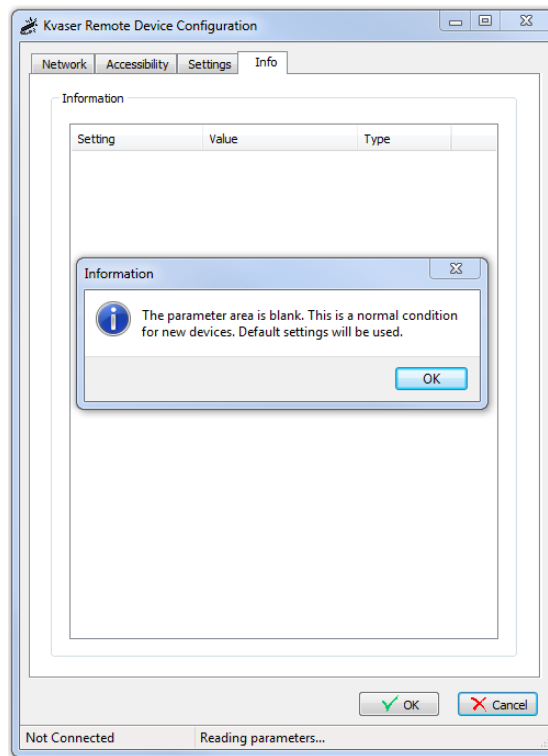 Kvaser Remote Device Configuration
Network Accessibility Settings Info
Information
Setting Value Type
Information
The parameter area is blank. This is a normal condition
for new devices. Default settings will be used.
OK
OK Cancel
Not Connected Reading parameters...